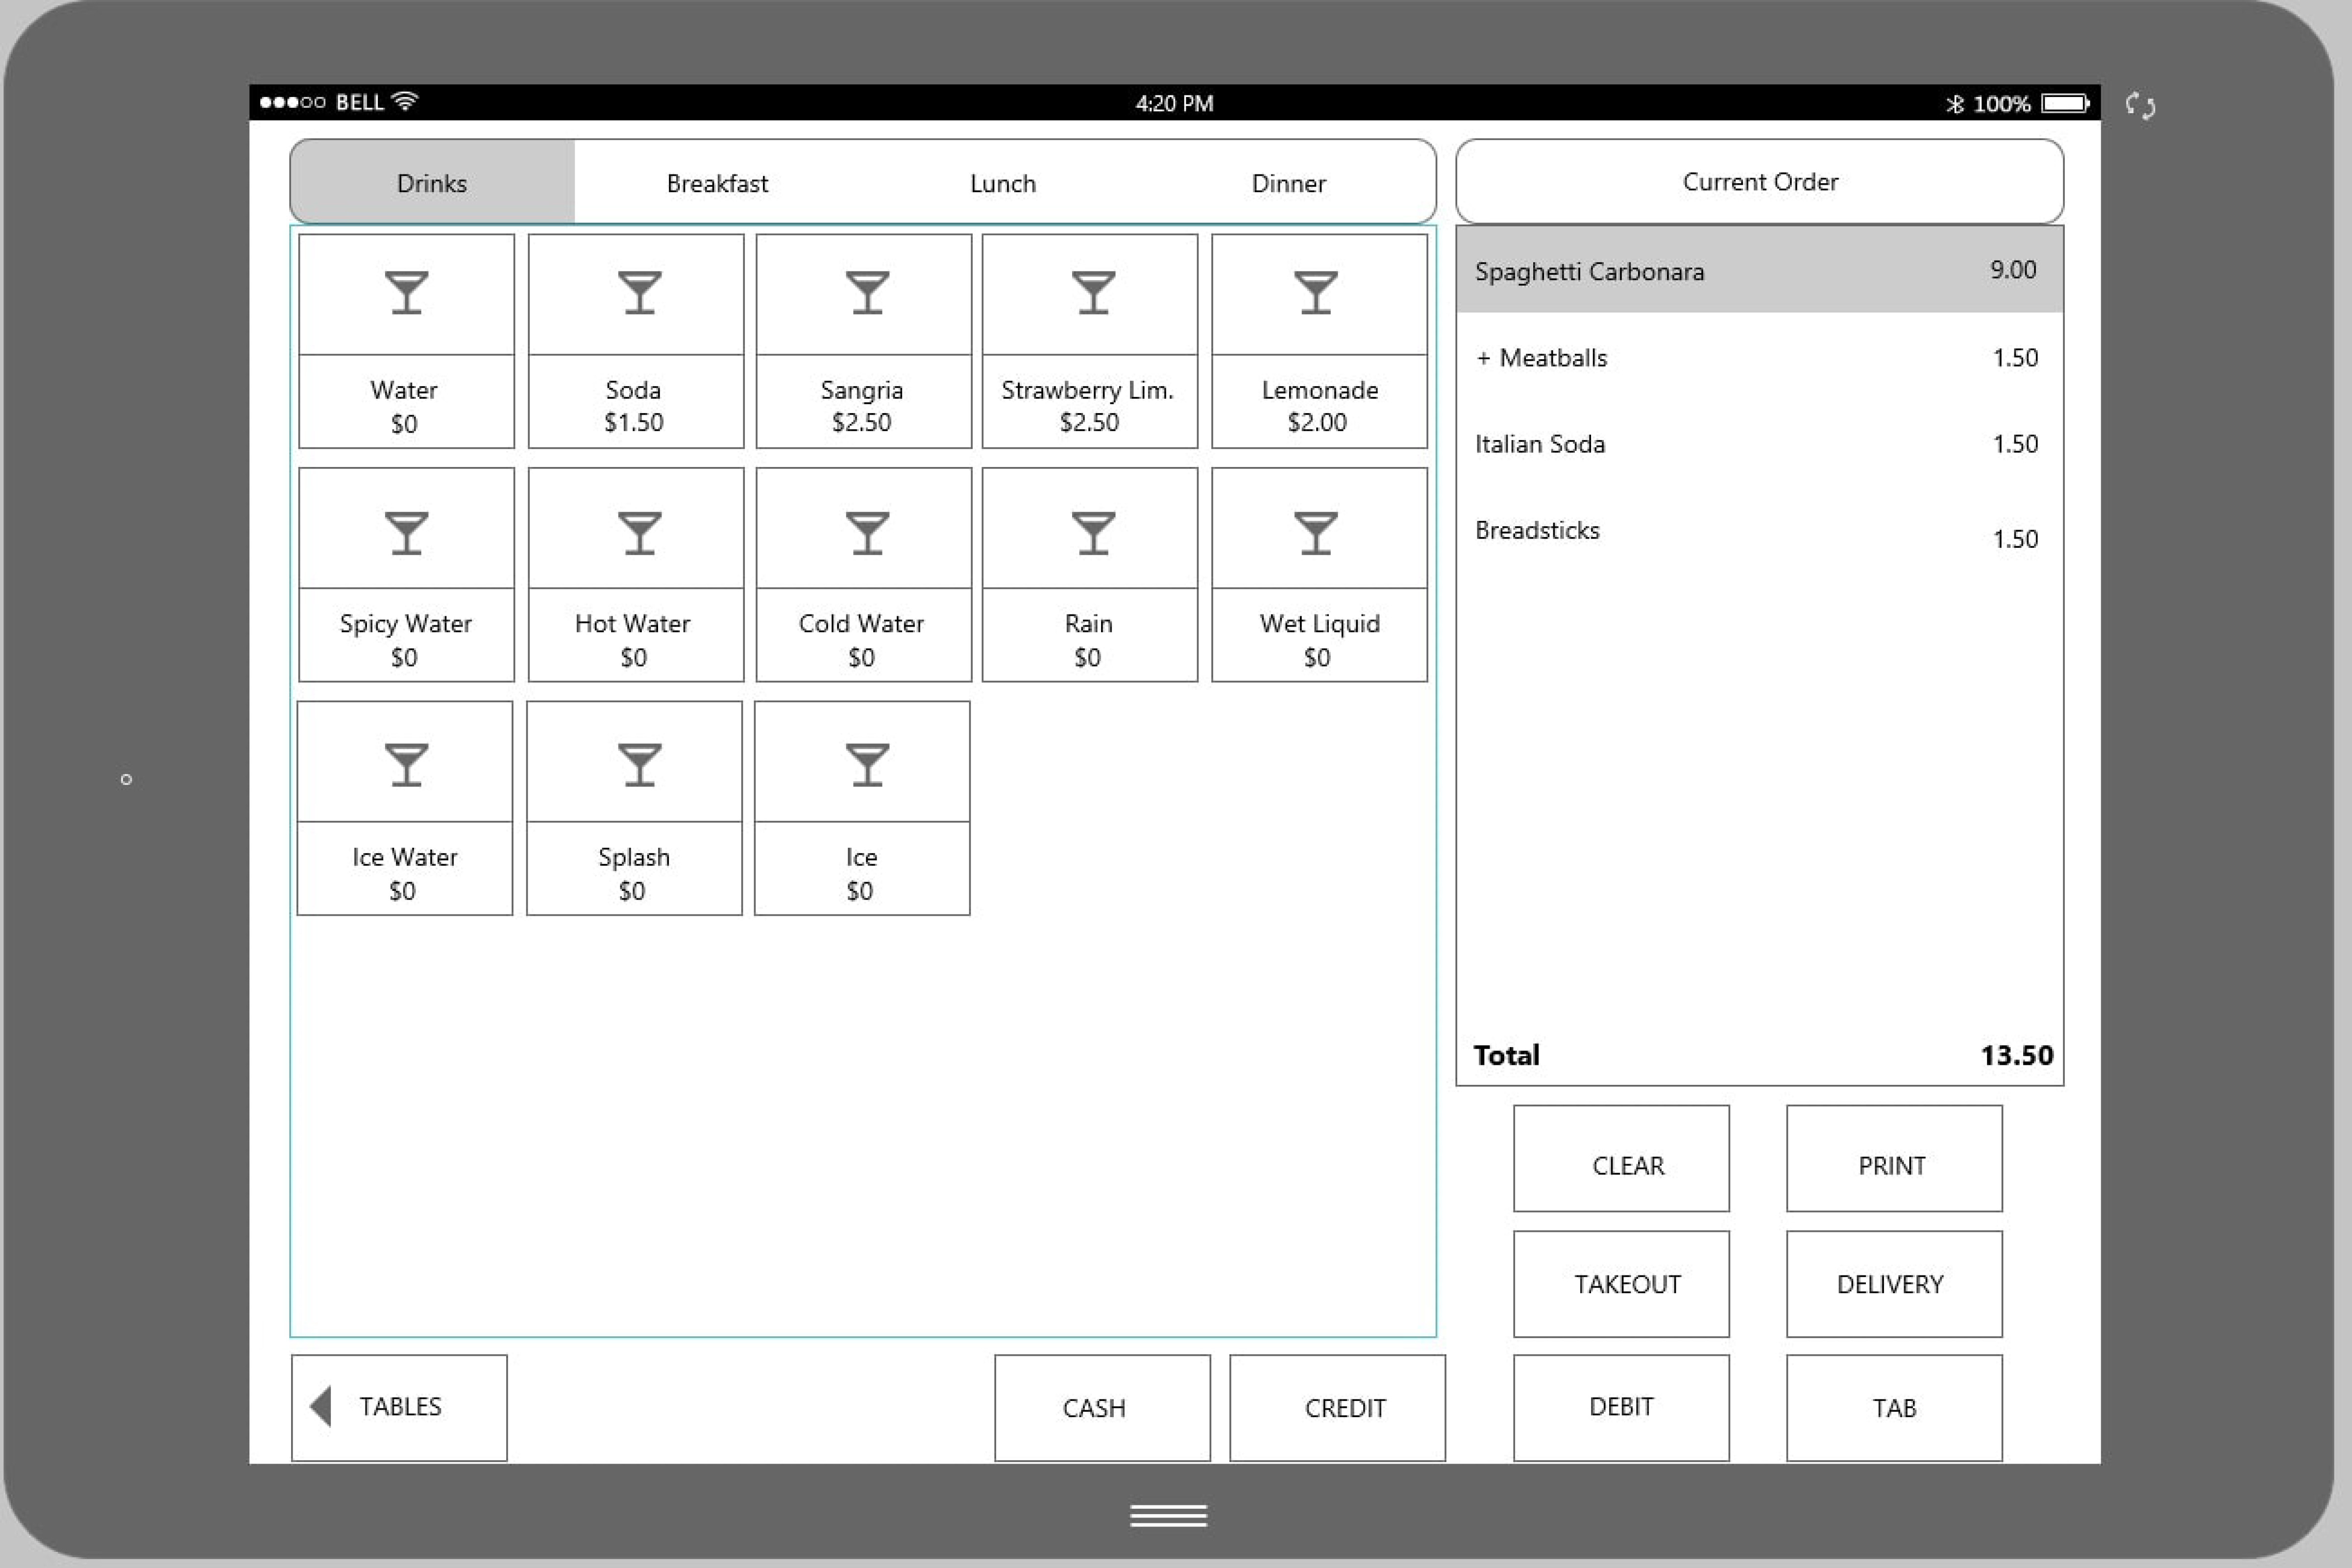 BELL 4:20 PM 100%
Drinks Breakfast Lunch Dinner
Water
$0
Soda
$1.50
Sangria
$2.50
Strawberry Lim.
$2.50
Lemonade
$2.00
Spicy Water
$0
Hot Water
$0
Cold Water
$0
Rain
$0
Wet Liquid
$0
Ice Water
$0
Splash
$0
Ice
$0
Current Order
Spaghetti Carbonara 9.00
+ Meatballs 1.50
Italian Soda 1.50
Breadsticks 1.50
Total 13.50
CLEAR PRINT
TAKEOUT DELIVERY
TABLES CASH CREDIT DEBIT TAB